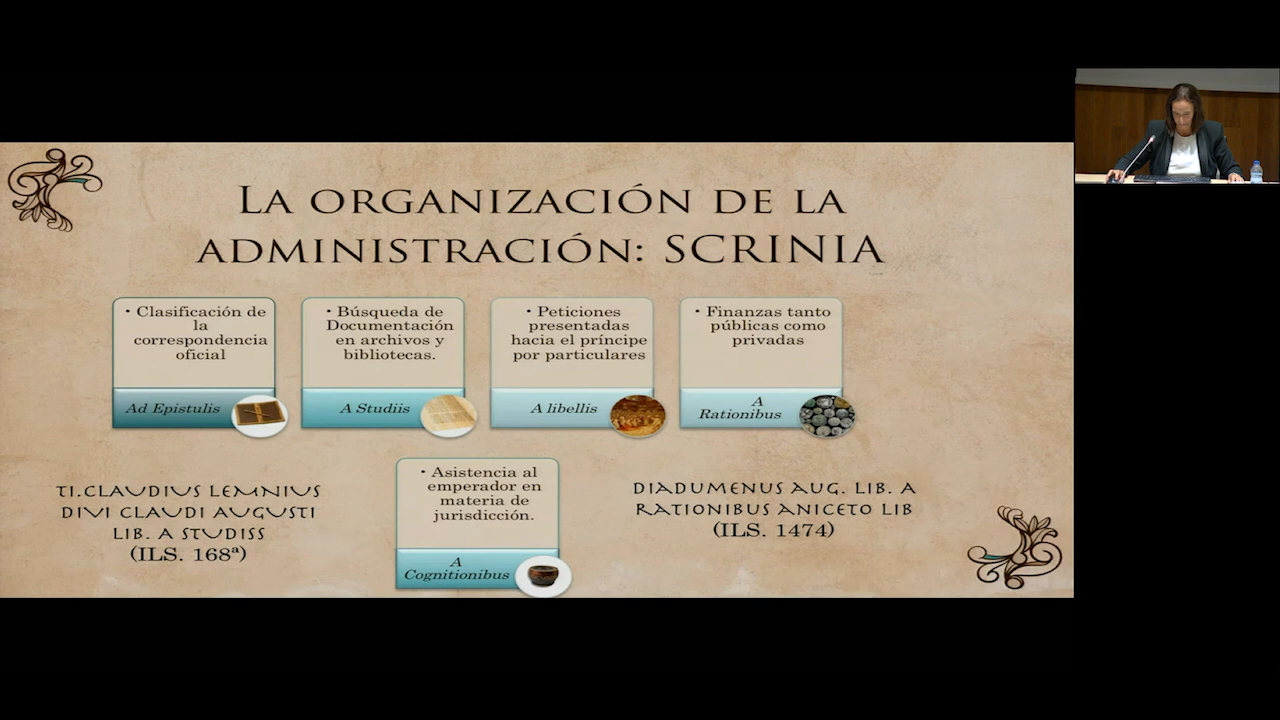 La organización de la
administración: SCRINIA
• Clasificación de
la
correspondencia
oficial
Ad Epistulis
• Búsqueda de
Documentación
en archivos y
bibliotecas.
A Studiis
• Peticiones
presentadas
hacia el príncipe
por particulares
A libellis
• Finanzas tanto
públicas como
privadas
A
Rationibus
TI.CLAUDIUS LEMNIUS
DIVI CLAUDI AUGUSTI
LIB. A STUDISS
(ILS. 168ª)
• Asistencia al
emperador en
materia de
jurisdicción.
A
Cognitionibus
DIADUMENUS AUG. LIB. A
RATIONIBUS ANICETO LIB
(ILS. 1474)